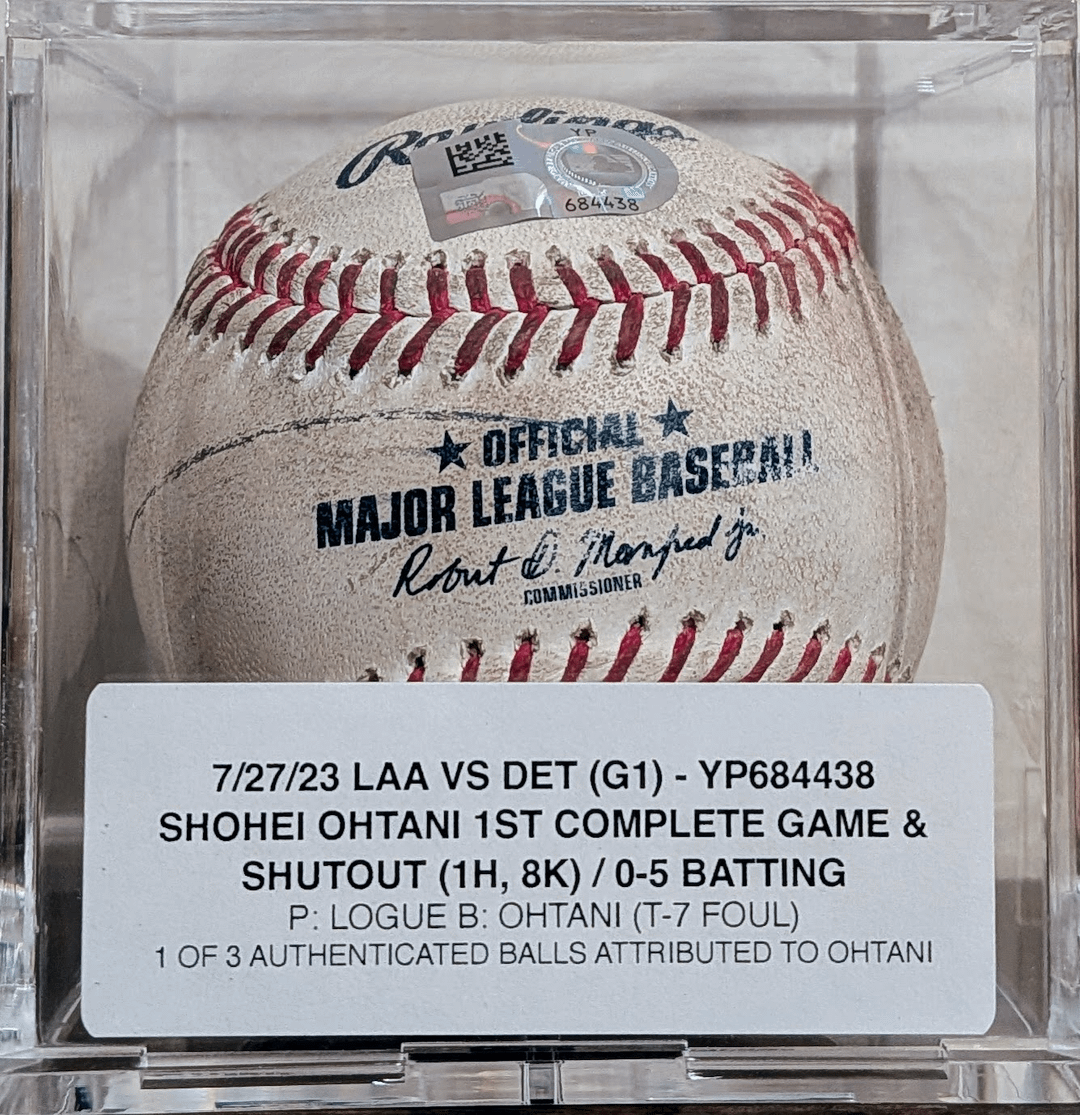 Rawlings
YP
684438
★ OFFICIAL ★
MAJOR LEAGUE BASEBALL
Robert D. Manfred jr.
COMMISSIONER
7/27/23 LAA VS DET (G1) - YP684438
SHOHEI OHTANI 1ST COMPLETE GAME &
SHUTOUT (1H, 8K) / 0-5 BATTING
P: LOGUE B: OHTANI (T-7 FOUL)
1 OF 3 AUTHENTICATED BALLS ATTRIBUTED TO OHTANI